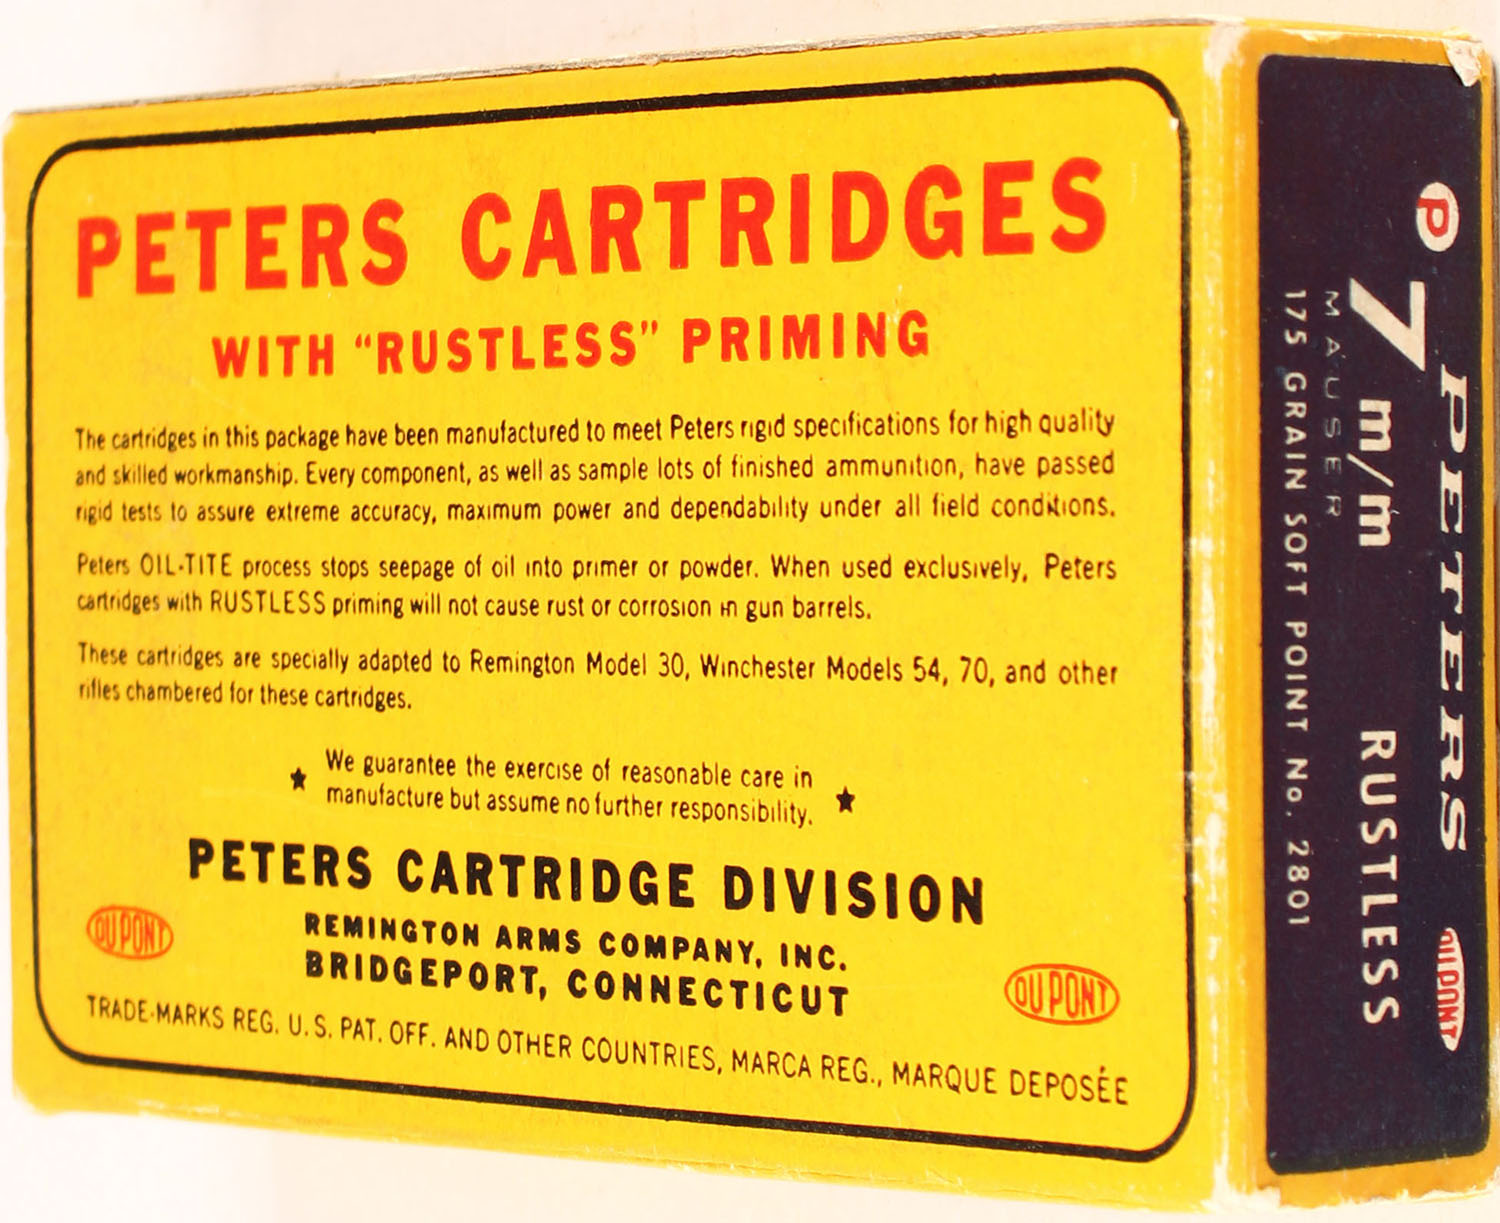 PETERS CARTRIDGES
WITH "RUSTLESS" PRIMING
The cartridges in this package have been manufactured to meet Peters rigid specifications for high quality
and skilled workmanship. Every component, as well as sample lots of finished ammunition, have passed
rigid tests to assure extreme accuracy, maximum power and dependability under all field conditions.
Peters OIL-TITE process stops seepage of oil into primer or powder. When used exclusively, Peters
cartridges with RUSTLESS priming will not cause rust or corrosion in gun barrels.
These cartridges are specially adapted to Remington Model 30, Winchester Models 54, 70, and other
rifles chambered for these cartridges.
★ We guarantee the exercise of reasonable care in
manufacture but assume no further responsibility. ★
PETERS CARTRIDGE DIVISION
REMINGTON ARMS COMPANY, INC.
BRIDGEPORT, CONNECTICUT
DU PONT
DU PONT
TRADE-MARKS REG. U.S. PAT. OFF. AND OTHER COUNTRIES, MARCA REG., MARQUE DEPOSÉE
P PETERS DU PONT
7 m/m RUSTLESS
MAUSER
175 GRAIN SOFT POINT No. 2801